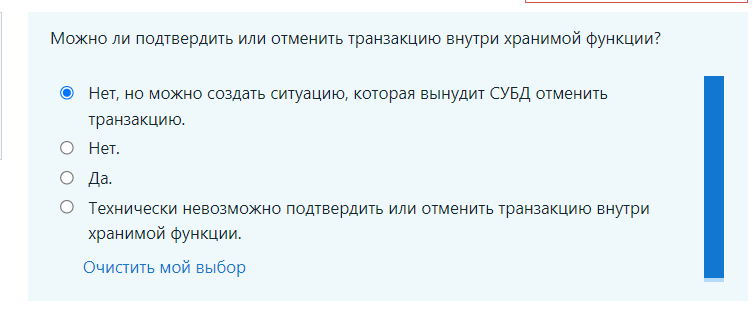 Можно ли подтвердить или отменить транзакцию внутри хранимой функции?
Нет, но можно создать ситуацию, которая вынудит СУБД отменить
транзакцию.
Нет.
Да.
Технически невозможно подтвердить или отменить транзакцию внутри
хранимой функции.
Очистить мой выбор